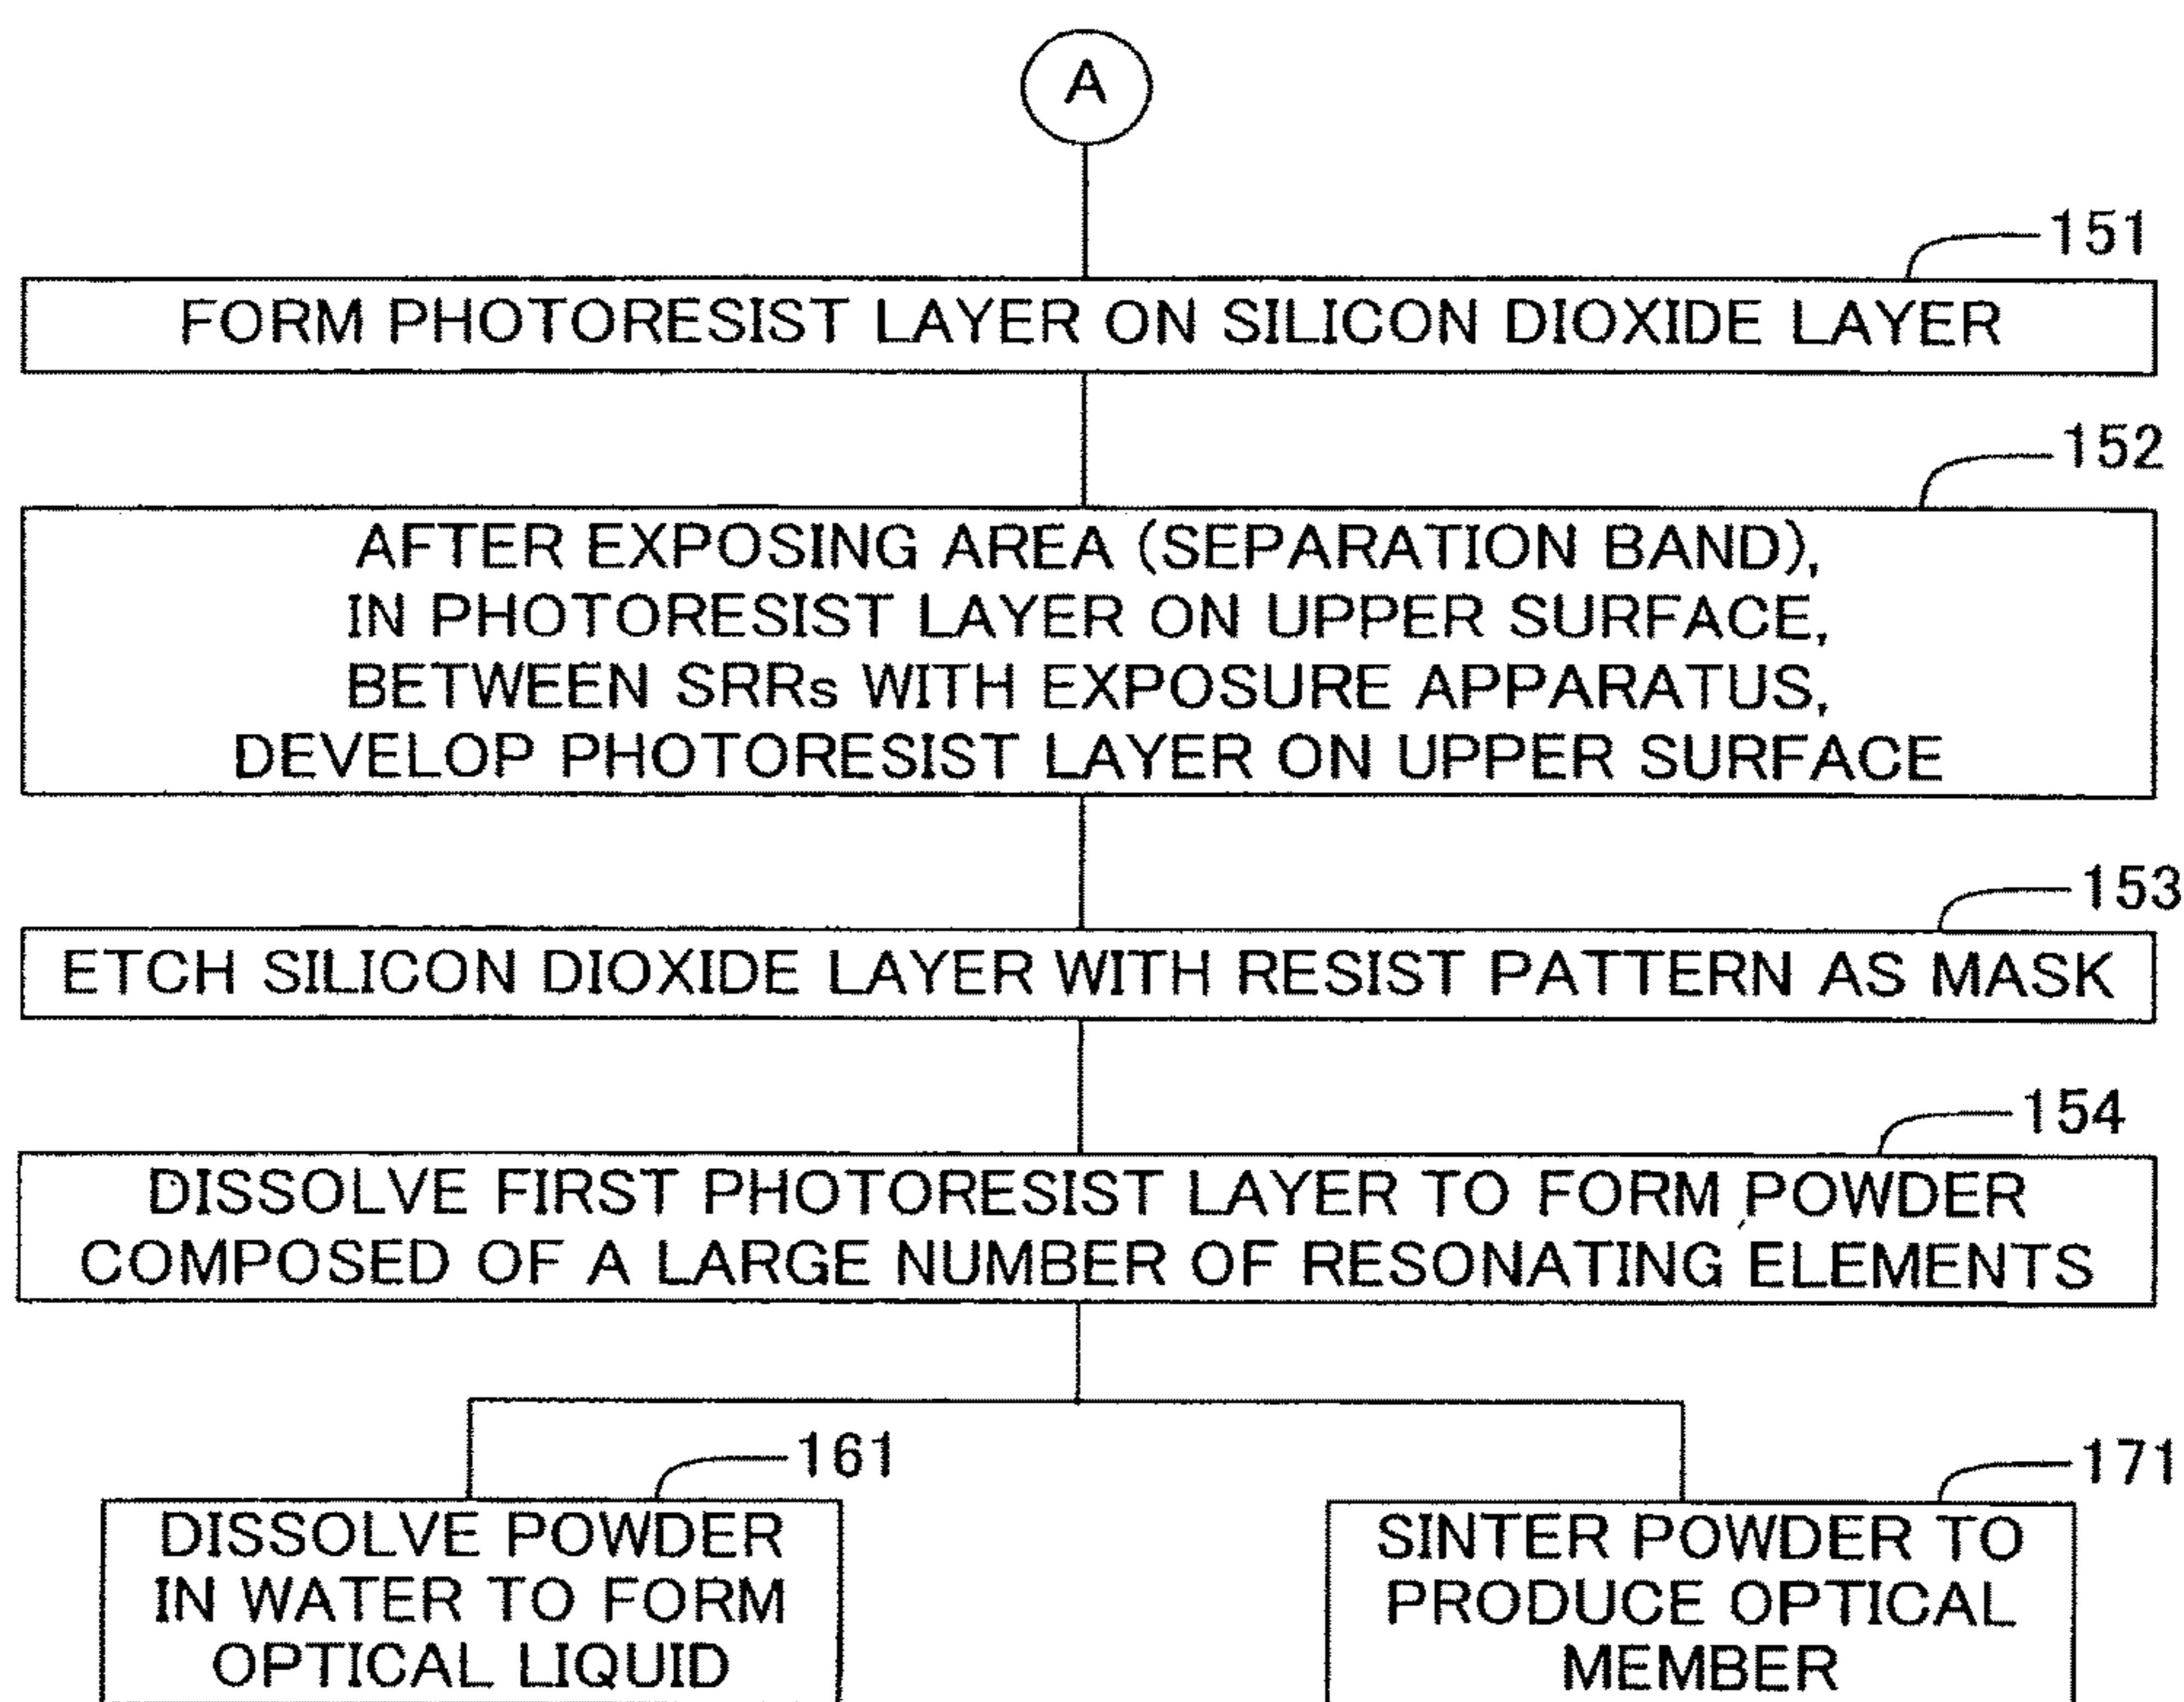 A
151
FORM PHOTORESIST LAYER ON SILICON DIOXIDE LAYER
152
AFTER EXPOSING AREA (SEPARATION BAND),
IN PHOTORESIST LAYER ON UPPER SURFACE,
BETWEEN SRRs WITH EXPOSURE APPARATUS,
DEVELOP PHOTORESIST LAYER ON UPPER SURFACE
153
ETCH SILICON DIOXIDE LAYER WITH RESIST PATTERN AS MASK
154
DISSOLVE FIRST PHOTORESIST LAYER TO FORM POWDER
COMPOSED OF A LARGE NUMBER OF RESONATING ELEMENTS
161
DISSOLVE POWDER
IN WATER TO FORM
OPTICAL LIQUID
171
SINTER POWDER TO
PRODUCE OPTICAL
MEMBER